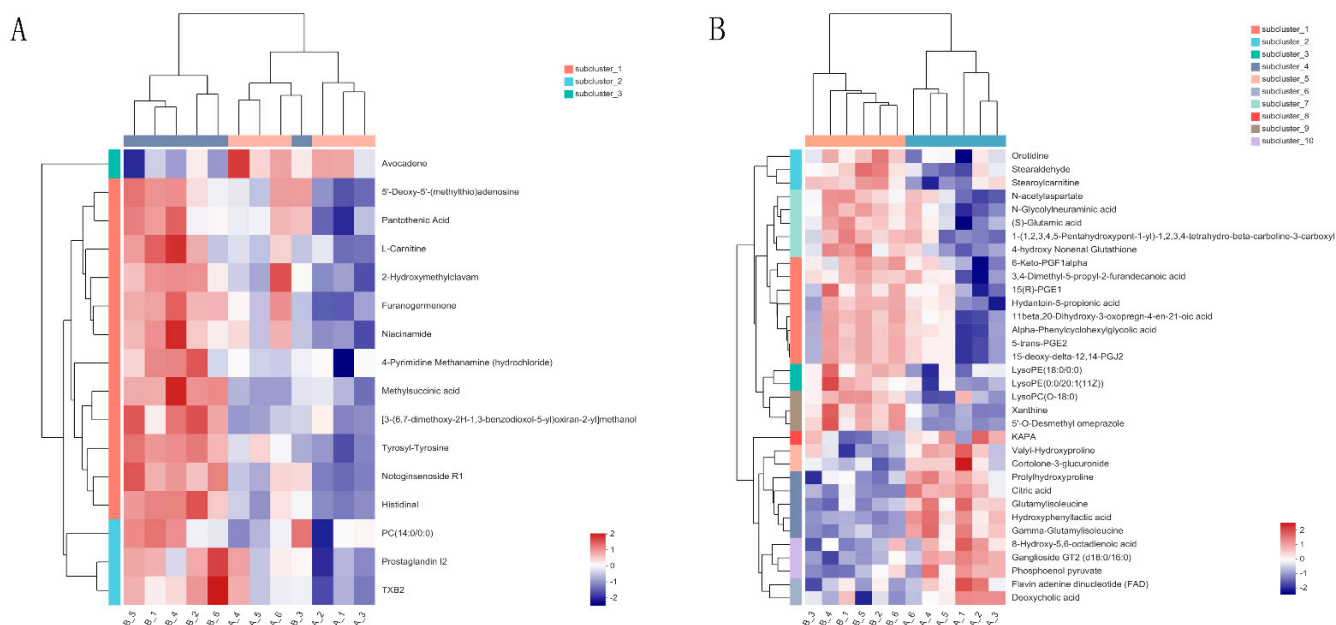 A
subcluster_1
subcluster_2
subcluster_3
Avocadene
5'-Deoxy-5'-(methylthio)adenosine
Pantothenic Acid
L-Carnitine
2-Hydroxymethylclavam
Furanogermenone
Niacinamide
4-Pyrimidine Methanamine (hydrochloride)
Methylsuccinic acid
[3-(6,7-dimethoxy-2H-1,3-benzodioxol-5-yl)oxiran-2-yl]methanol
Tyrosyl-Tyrosine
Notoginsenoside R1
Histidinal
PC(14:0/0:0)
Prostaglandin I2
TXB2
2
1
0
-1
-2
B_5 B_1 B_4 B_2 B_6 A_4 A_5 A_6 B_3 A_2 A_1 A_3
B
subcluster_1
subcluster_2
subcluster_3
subcluster_4
subcluster_5
subcluster_6
subcluster_7
subcluster_8
subcluster_9
subcluster_10
Orotidine
Stearaldehyde
Stearoylcarnitine
N-acetylaspartate
N-Glycolylneuraminic acid
(S)-Glutamic acid
1-(1,2,3,4,5-Pentahydroxypent-1-yl)-1,2,3,4-tetrahydro-beta-carboline-3-carboxyl
4-hydroxy Nonenal Glutathione
6-Keto-PGF1alpha
3,4-Dimethyl-5-propyl-2-furandecanoic acid
15(R)-PGE1
Hydantoin-5-propionic acid
11beta,20-Dihydroxy-3-oxopregn-4-en-21-oic acid
Alpha-Phenylcyclohexylglycolic acid
5-trans-PGE2
15-deoxy-delta-12,14-PGJ2
LysoPE(18:0/0:0)
LysoPE(0:0/20:1(11Z))
LysoPC(O-18:0)
Xanthine
5'-O-Desmethyl omeprazole
KAPA
Valyl-Hydroxyproline
Cortolone-3-glucuronide
Prolylhydroxyproline
Citric acid
Glutamylisoleucine
Hydroxyphenyllactic acid
Gamma-Glutamylisoleucine
8-Hydroxy-5,6-octadienoic acid
Ganglioside GT2 (d18:0/16:0)
Phosphoenol pyruvate
Flavin adenine dinucleotide (FAD)
Deoxycholic acid
2
1
0
-1
-2
B_3 B_4 B_1 B_5 B_2 B_6 A_6 A_4 A_5 A_1 A_2 A_3